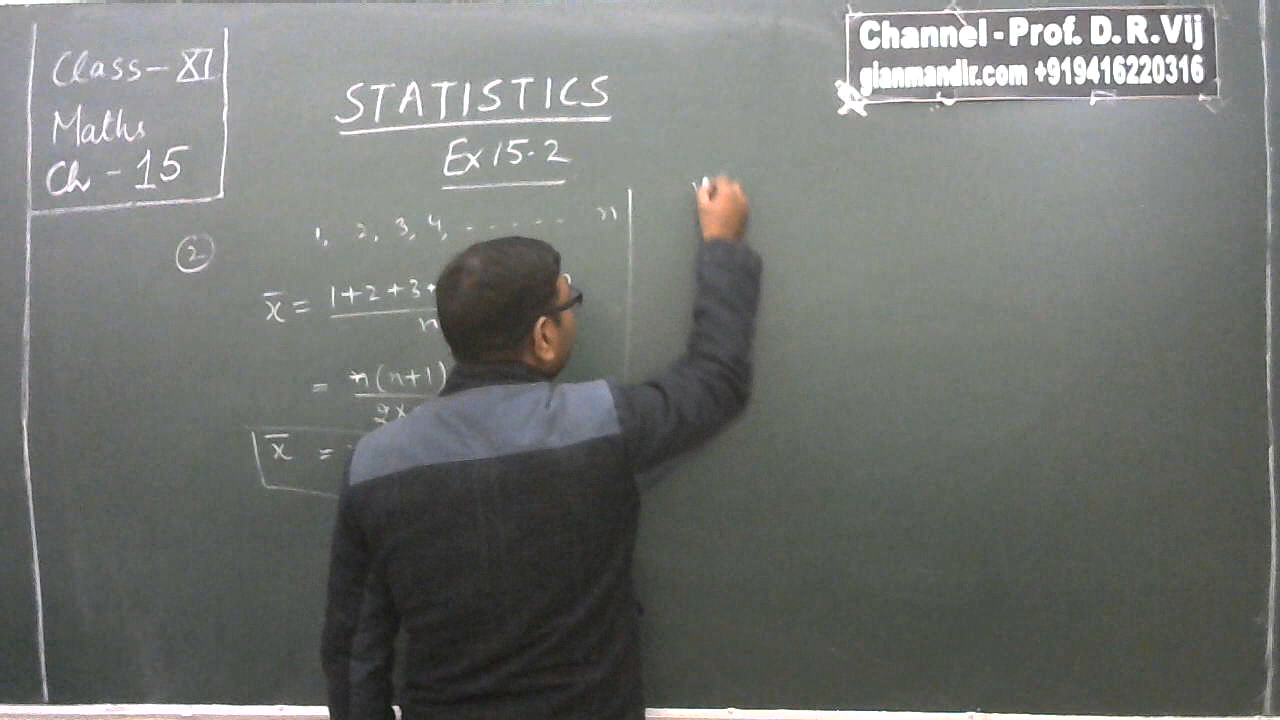 Class-XI
Maths
Ch-15
Channel - Prof. D. R. Vij
gianmandir.com +919416220316
STATISTICS
Ex 15.2
2
1, 2, 3, 4, ....... n
x̄ = 1+2+3+
n
= n(n+1)
2×
x̄ =